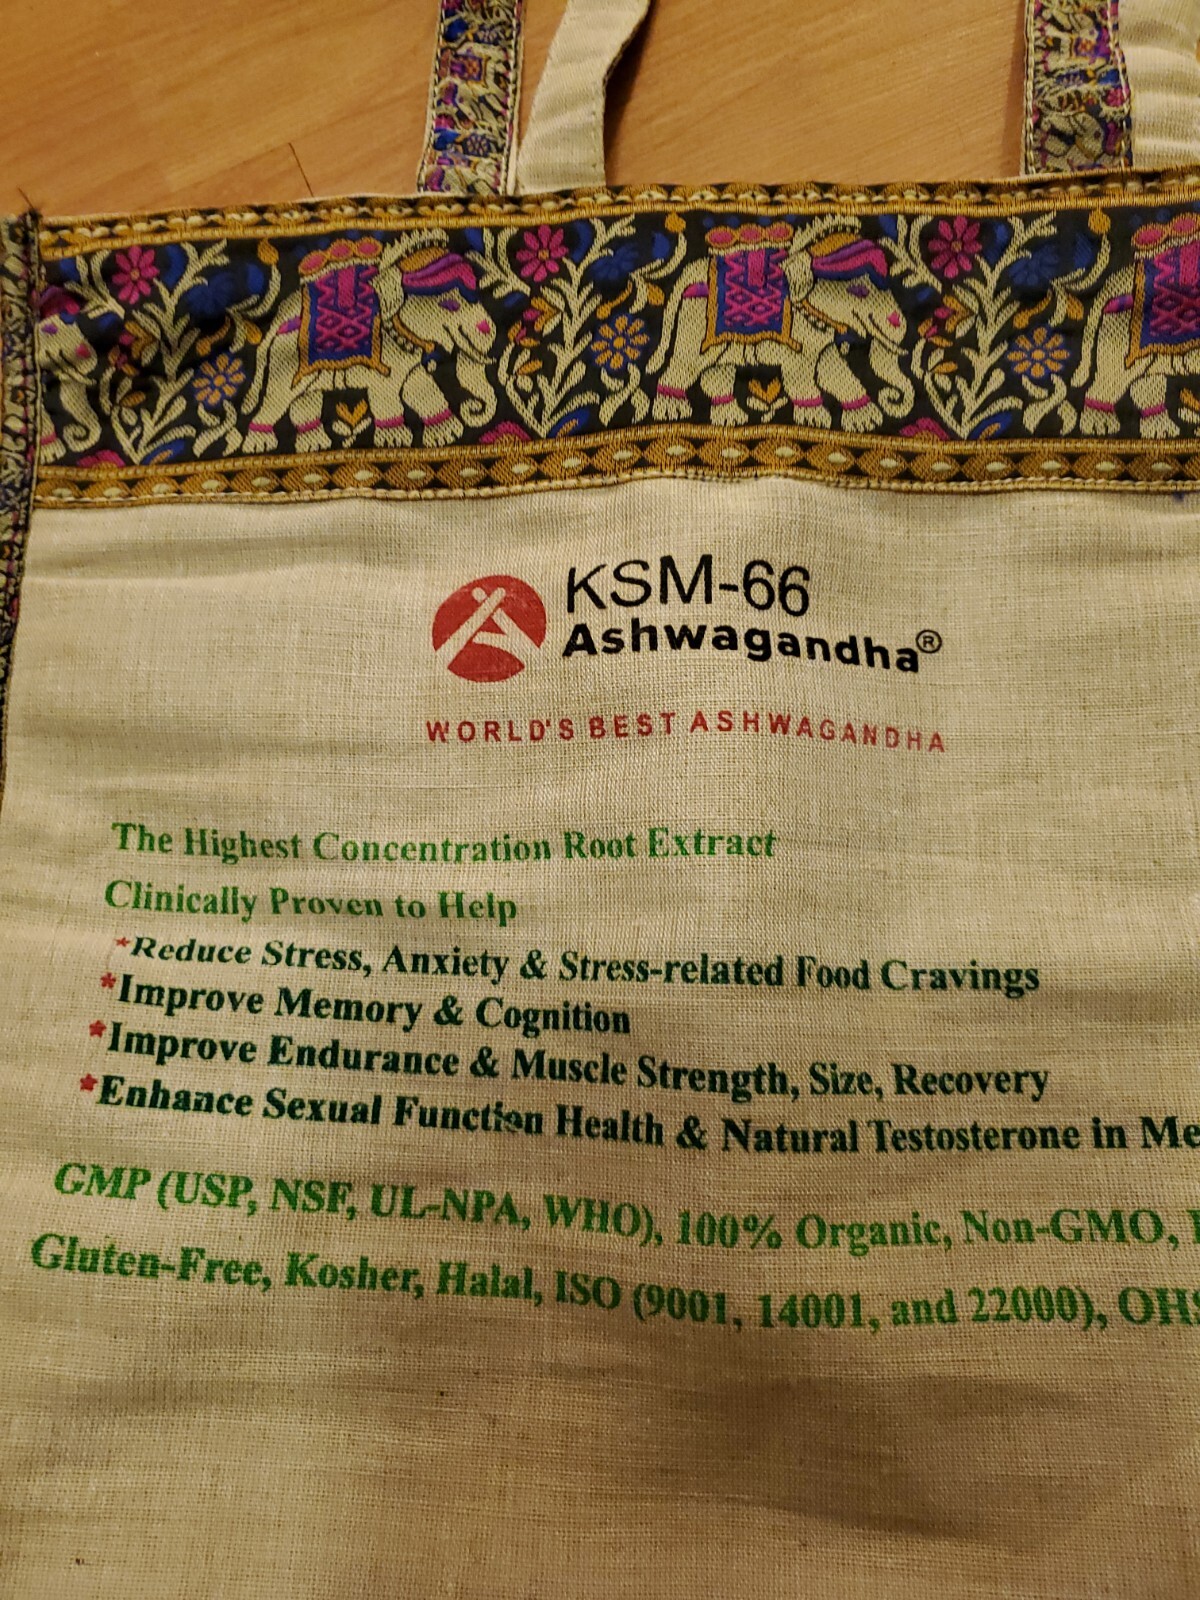 KSM-66
Ashwagandha®
WORLD'S BEST ASHWAGANDHA
The Highest Concentration Root Extract
Clinically Proven to Help
*Reduce Stress, Anxiety & Stress-related Food Cravings
*Improve Memory & Cognition
*Improve Endurance & Muscle Strength, Size, Recovery
*Enhance Sexual Function Health & Natural Testosterone in Me
GMP (USP, NSF, UL-NPA, WHO), 100% Organic, Non-GMO,
Gluten-Free, Kosher, Halal, ISO (9001, 14001, and 22000),